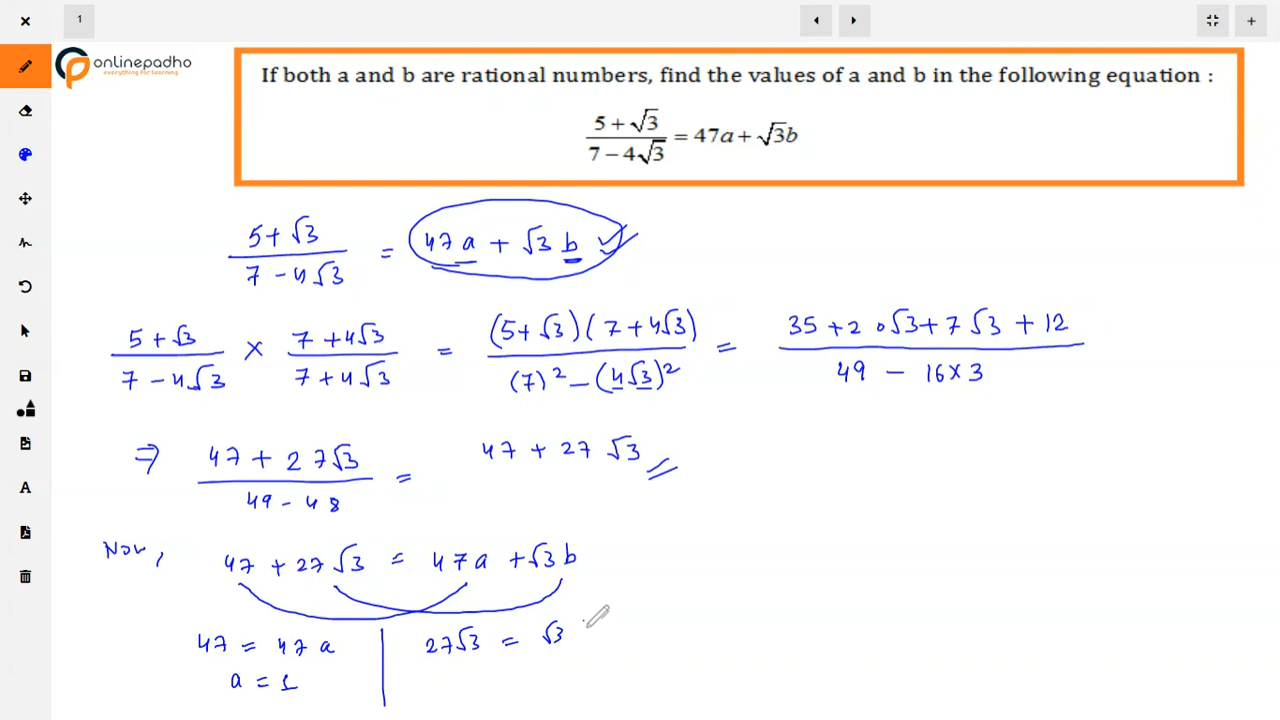 1
onlinepadho
everything for learning
If both a and b are rational numbers, find the values of a and b in the following equation :
(5 + √3)/(7 − 4√3) = 47a + √3b
(5 + √3)/(7 − 4√3) = 47a + √3 b
(5 + √3)/(7 − 4√3) × (7 + 4√3)/(7 + 4√3) = ((5 + √3)(7 + 4√3))/((7)² − (4√3)²) = (35 + 20√3 + 7√3 + 12)/(49 − 16×3)
⇒ (47 + 27√3)/(49 − 48) = 47 + 27√3
Now, 47 + 27√3 = 47a + √3b
47 = 47a | 27√3 = √3
a = 1
A